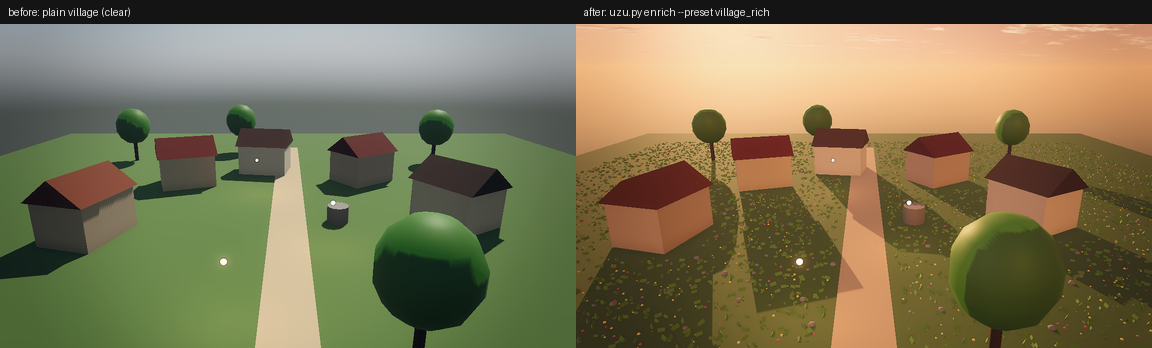 before: plain village (clear)
after: uzu.py enrich --preset village_rich